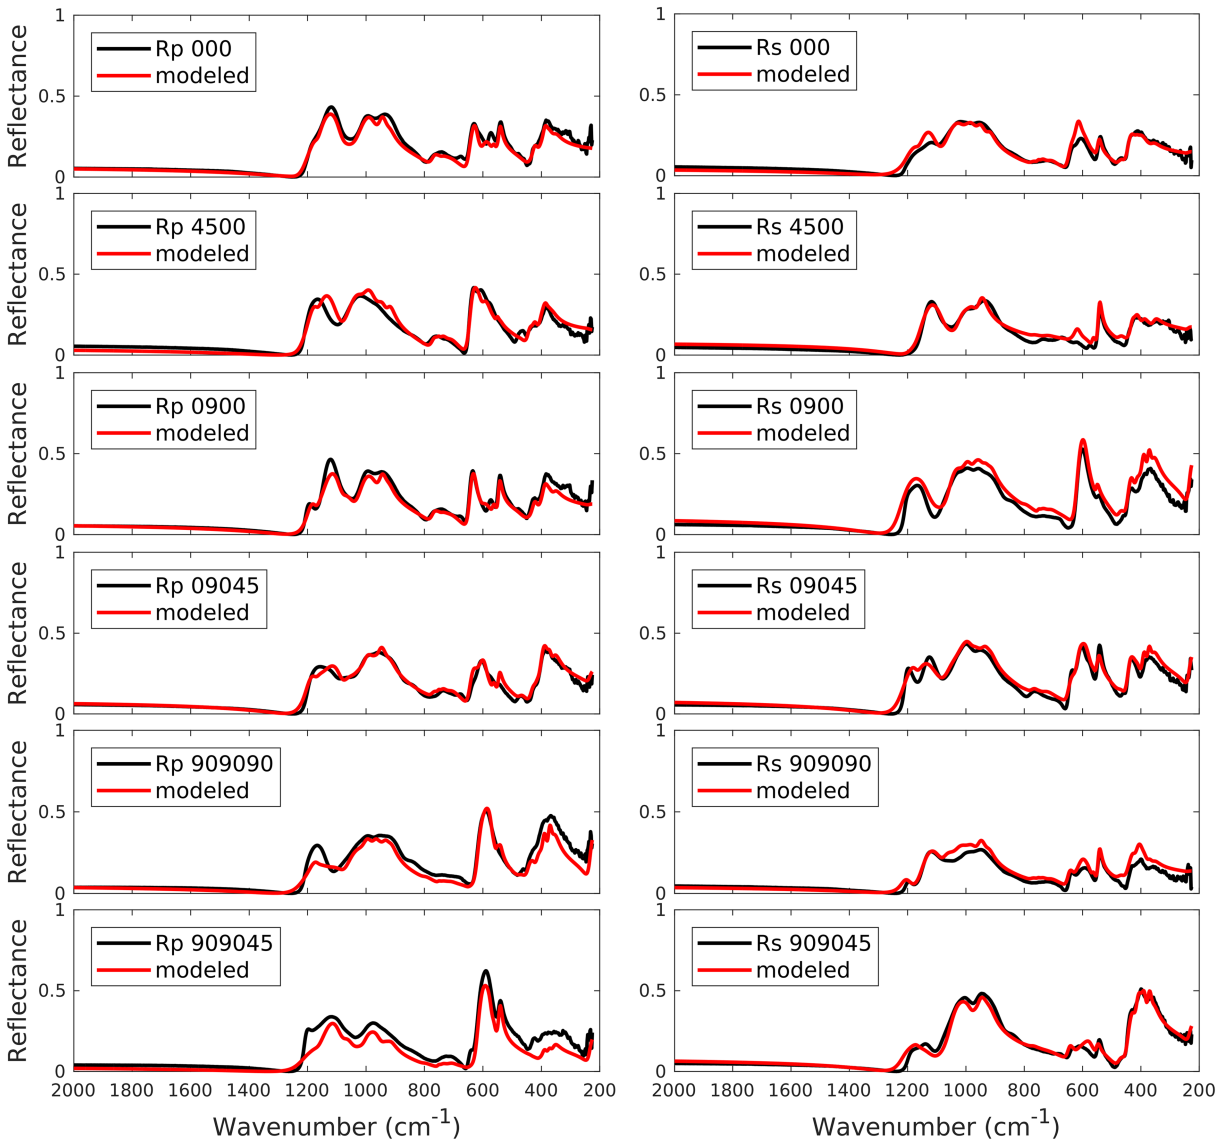 Reflectance
1
0.5
0
Rp 000
modeled
1
0.5
0
Rs 000
modeled
Reflectance
1
0.5
0
Rp 4500
modeled
1
0.5
0
Rs 4500
modeled
Reflectance
1
0.5
0
Rp 0900
modeled
1
0.5
0
Rs 0900
modeled
Reflectance
1
0.5
0
Rp 09045
modeled
1
0.5
0
Rs 09045
modeled
Reflectance
1
0.5
0
Rp 909090
modeled
1
0.5
0
Rs 909090
modeled
Reflectance
1
0.5
0
Rp 909045
modeled
1
0.5
0
Rs 909045
modeled
2000 1800 1600 1400 1200 1000 800 600 400 200
2000 1800 1600 1400 1200 1000 800 600 400 200
Wavenumber (cm⁻¹)
Wavenumber (cm⁻¹)